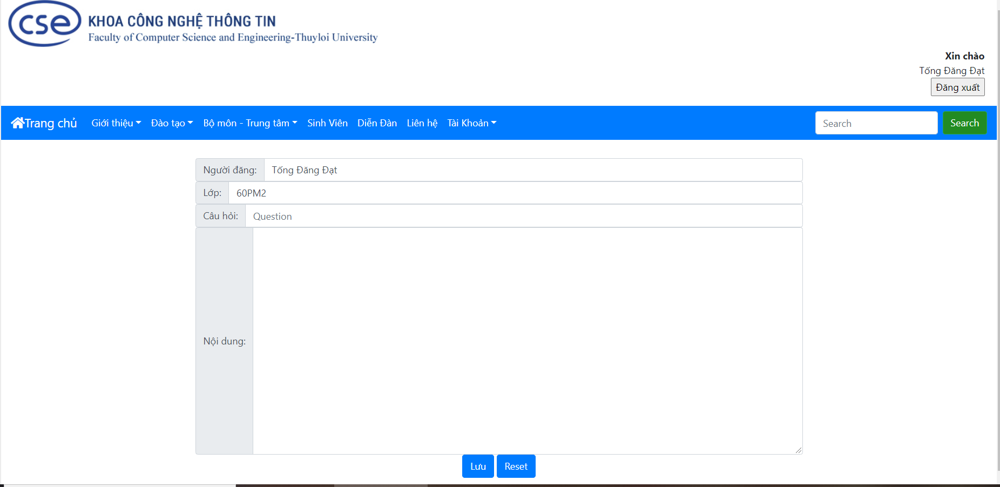 cse
KHOA CÔNG NGHỆ THÔNG TIN
Faculty of Computer Science and Engineering-Thuyloi University
Xin chào
Tống Đăng Đạt
Đăng xuất
Trang chủ Giới thiệu Đào tạo Bộ môn - Trung tâm Sinh Viên Diễn Đàn Liên hệ Tài Khoản Search Search
Người đăng: Tống Đăng Đạt
Lớp: 60PM2
Câu hỏi: Question
Nội dung:
Lưu Reset